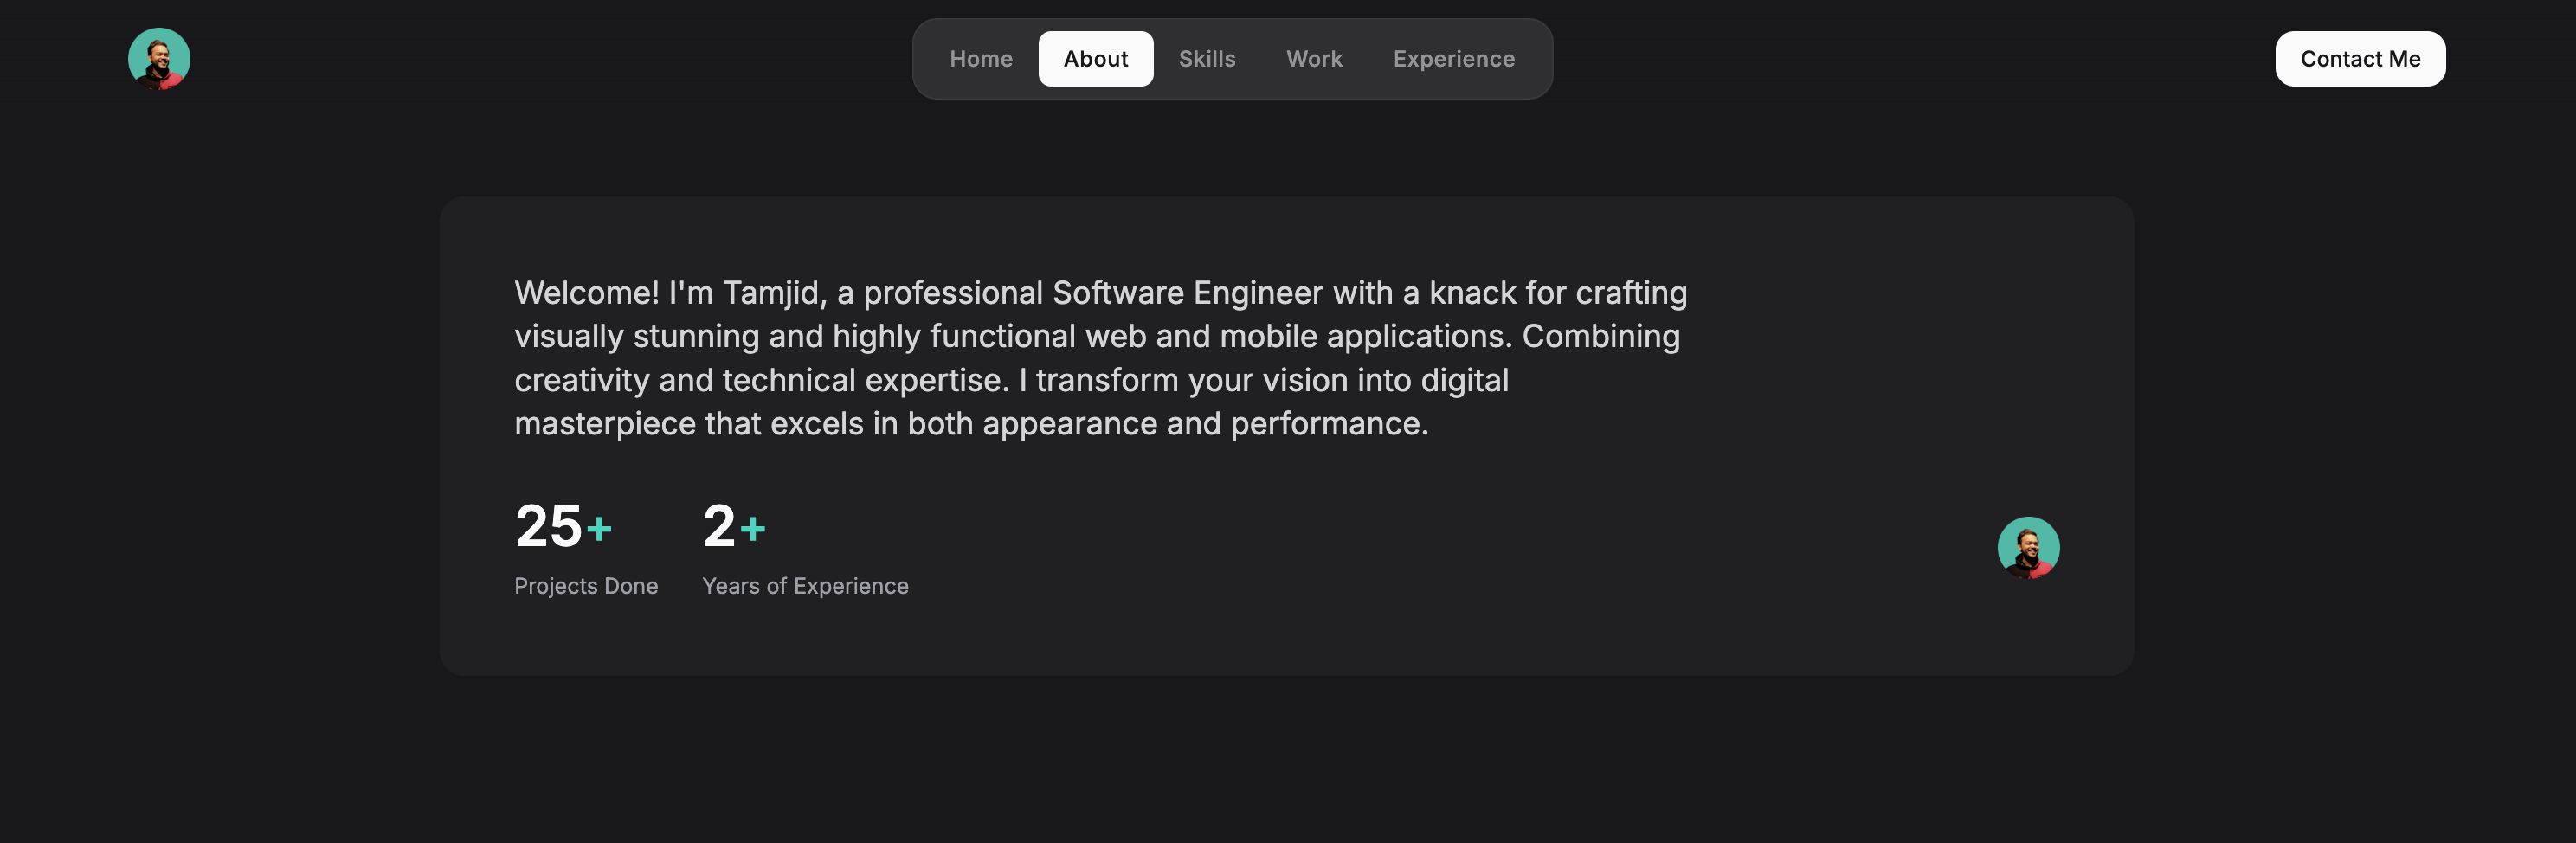 Home About Skills Work Experience
Contact Me
Welcome! I'm Tamjid, a professional Software Engineer with a knack for crafting
visually stunning and highly functional web and mobile applications. Combining
creativity and technical expertise. I transform your vision into digital
masterpiece that excels in both appearance and performance.
25+ 2+
Projects Done Years of Experience